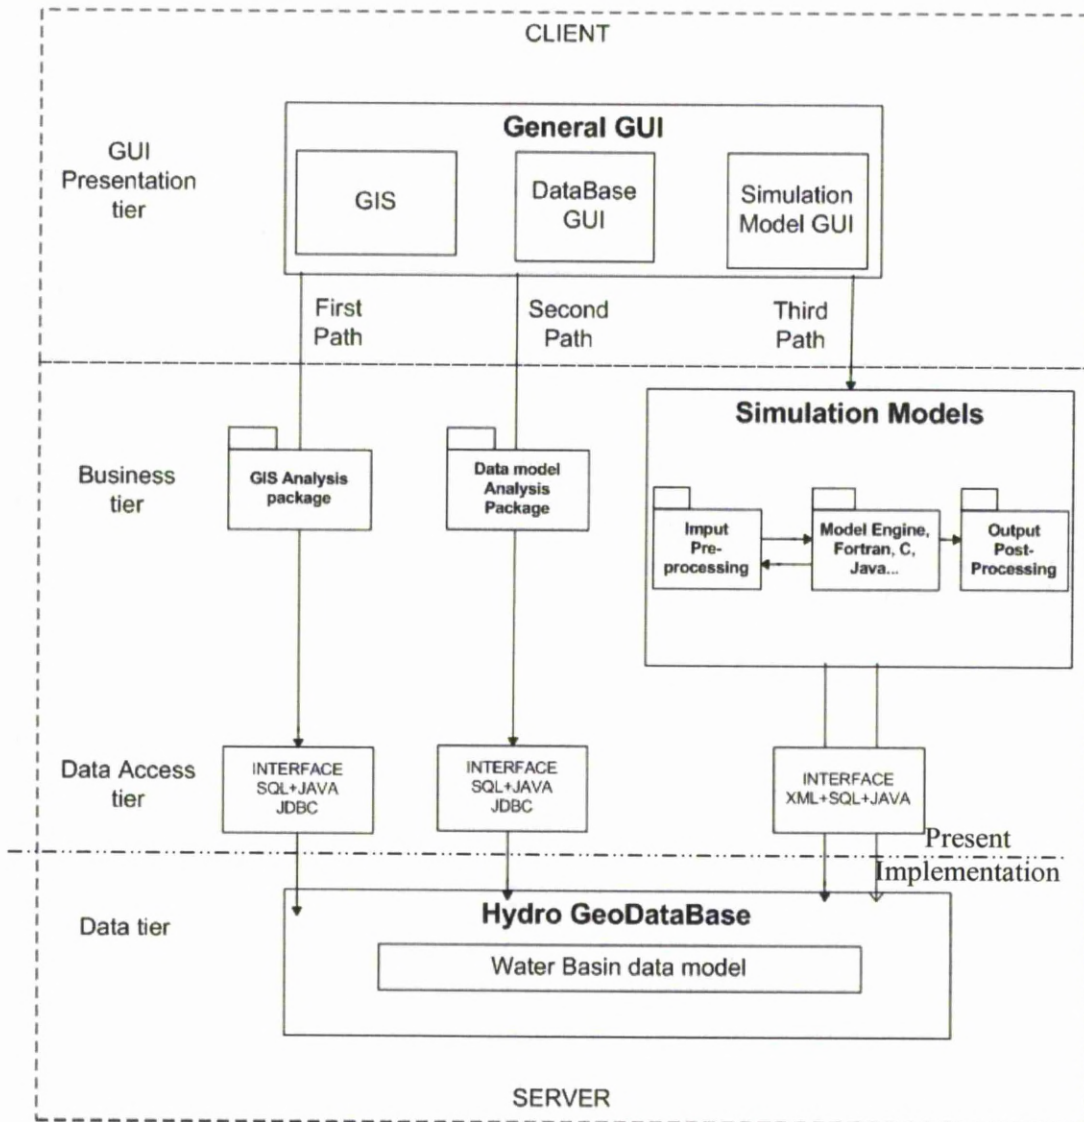 CLIENT
General GUI
GUI
Presentation
tier
GIS
DataBase
GUI
Simulation
Model GUI
First
Path
Second
Path
Third
Path
Business
tier
GIS Analysis
package
Data model
Analysis
Package
Simulation Models
Imput
Pre-
processing
Model Engine,
Fortran, C,
Java...
Output
Post-
Processing
Data Access
tier
INTERFACE
SQL+JAVA
JDBC
INTERFACE
SQL+JAVA
JDBC
INTERFACE
XML+SQL+JAVA
Present
Implementation
Data tier
Hydro GeoDataBase
Water Basin data model
SERVER